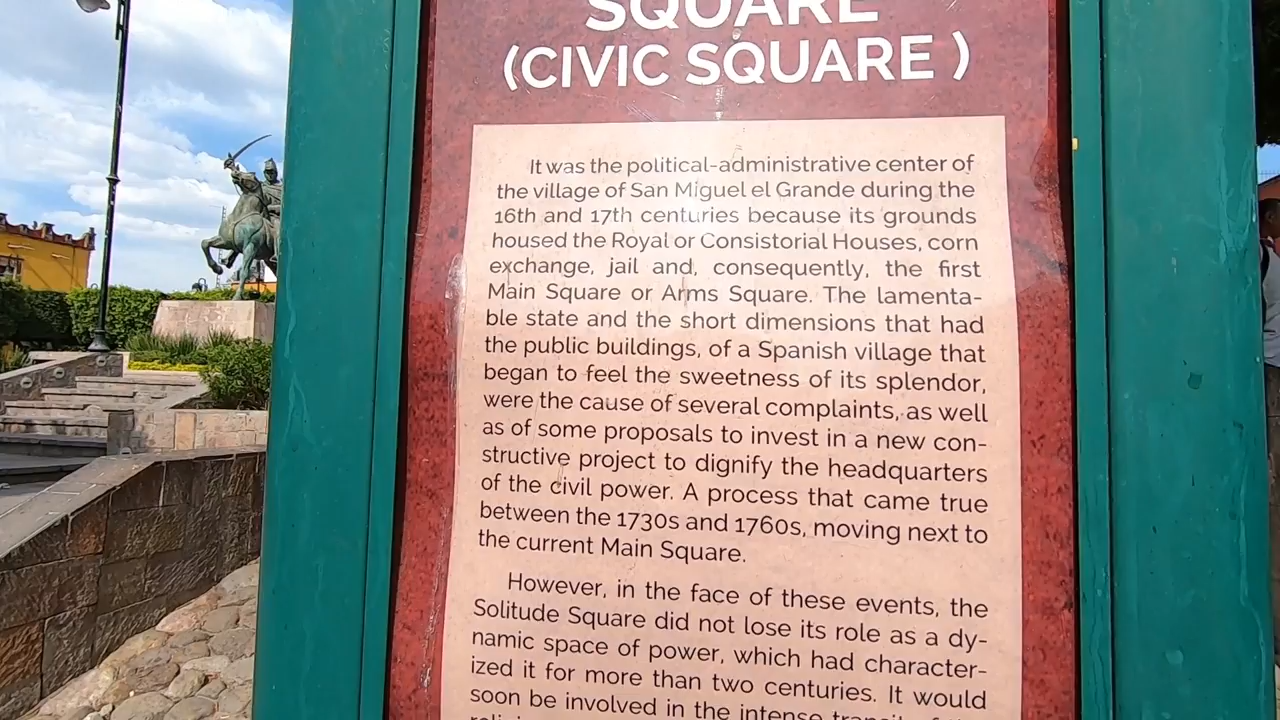 SQUARE
(CIVIC SQUARE )
It was the political-administrative center of
the village of San Miguel el Grande during the
16th and 17th centuries because its grounds
housed the Royal or Consistorial Houses, corn
exchange, jail and, consequently, the first
Main Square or Arms Square. The lamenta-
ble state and the short dimensions that had
the public buildings, of a Spanish village that
began to feel the sweetness of its splendor,
were the cause of several complaints, as well
as of some proposals to invest in a new con-
structive project to dignify the headquarters
of the civil power. A process that came true
between the 1730s and 1760s, moving next to
the current Main Square.
However, in the face of these events, the
Solitude Square did not lose its role as a dy-
namic space of power, which had character-
ized it for more than two centuries. It would
soon be involved in the intense transit of